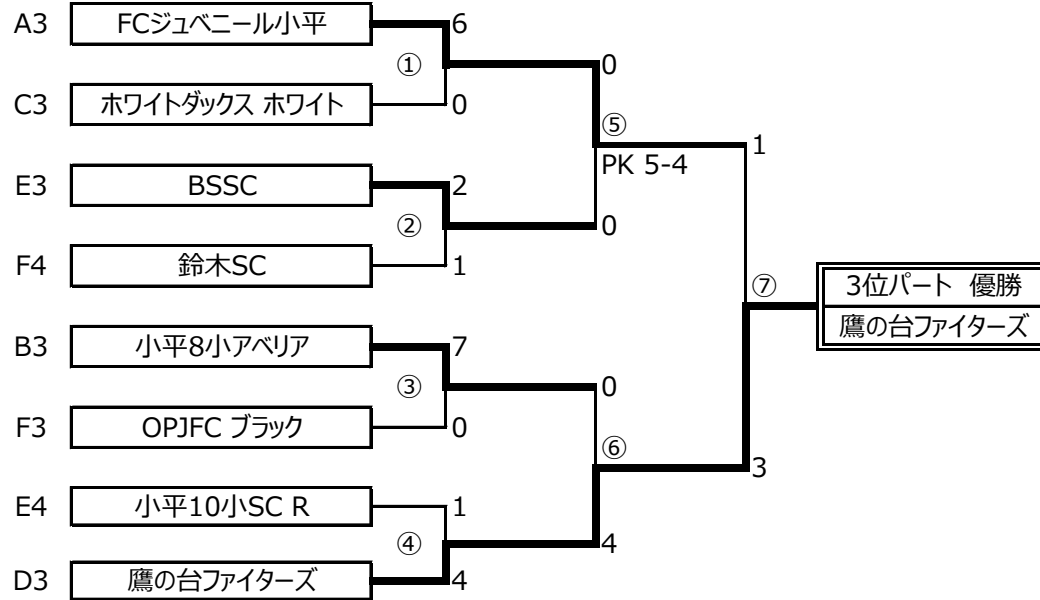 A3 FCジュベニール小平 6
① 0
C3 ホワイトダックス ホワイト 0
⑤ 1
PK 5-4
E3 BSSC 2
② 0
F4 鈴木SC 1
⑦ 3位パート 優勝
鷹の台ファイターズ
B3 小平8小アベリア 7
③ 0
F3 OPJFC ブラック 0
⑥ 3
E4 小平10小SC R 1
④ 4
D3 鷹の台ファイターズ 4